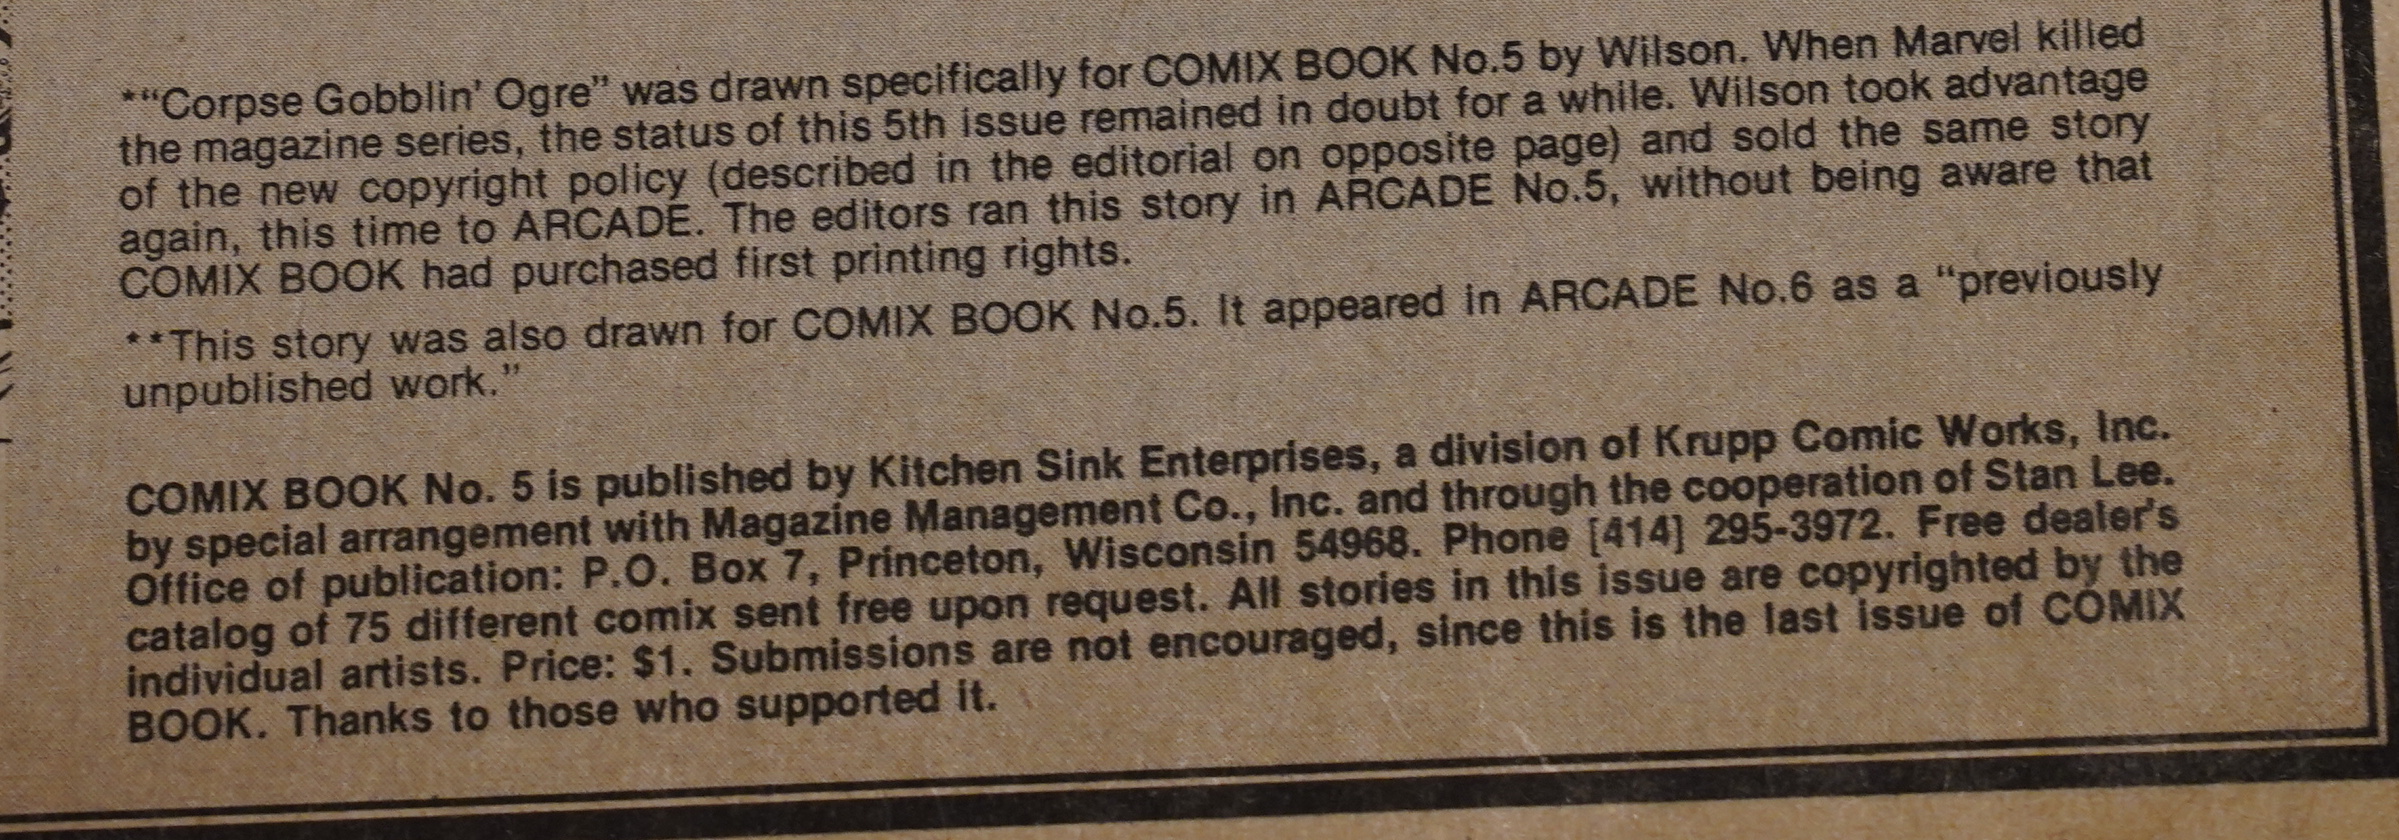 *“Corpse Gobblin’ Ogre” was drawn specifically for COMIX BOOK No.5 by Wilson. When Marvel killed
the magazine series, the status of this 5th issue remained in doubt for a while. Wilson took advantage
of the new copyright policy (described in the editorial on opposite page) and sold the same story
again, this time to ARCADE. The editors ran this story in ARCADE No.5, without being aware that
COMIX BOOK had purchased first printing rights.
**This story was also drawn for COMIX BOOK No.5. It appeared in ARCADE No.6 as a “previously
unpublished work.”
COMIX BOOK No. 5 is published by Kitchen Sink Enterprises, a division of Krupp Comic Works, Inc.
by special arrangement with Magazine Management Co., Inc. and through the cooperation of Stan Lee.
Office of publication: P.O. Box 7, Princeton, Wisconsin 54968. Phone [414] 295-3972. Free dealer's
catalog of 75 different comix sent free upon request. All stories in this issue are copyrighted by the
individual artists. Price: $1. Submissions are not encouraged, since this is the last issue of COMIX
BOOK. Thanks to those who supported it.